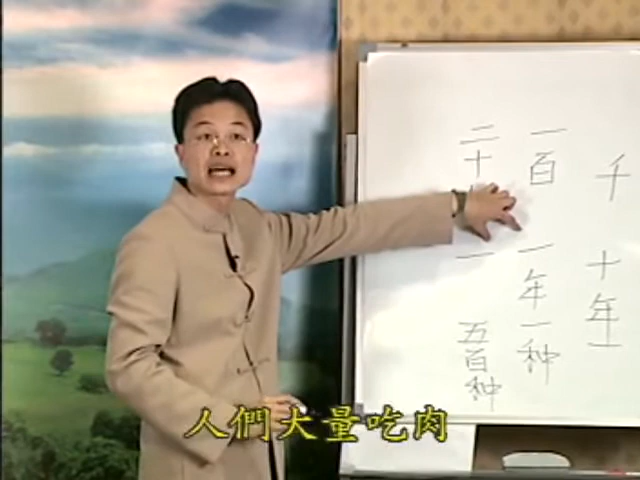 千十年一
一百一年一种
二十一五百种
人們大量吃肉